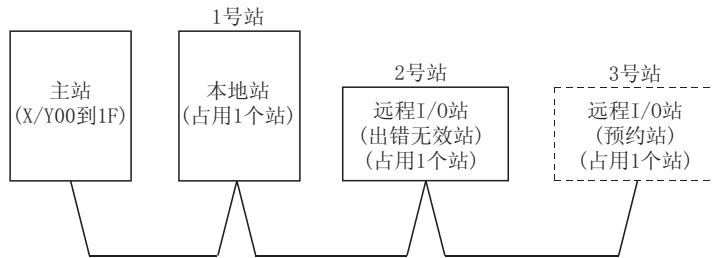 1号站
主站
(X/Y00到1F)
本地站
(占用1个站)
2号站
远程I/O站
(出错无效站)
(占用1个站)
3号站
远程I/O站
(预约站)
(占用1个站)